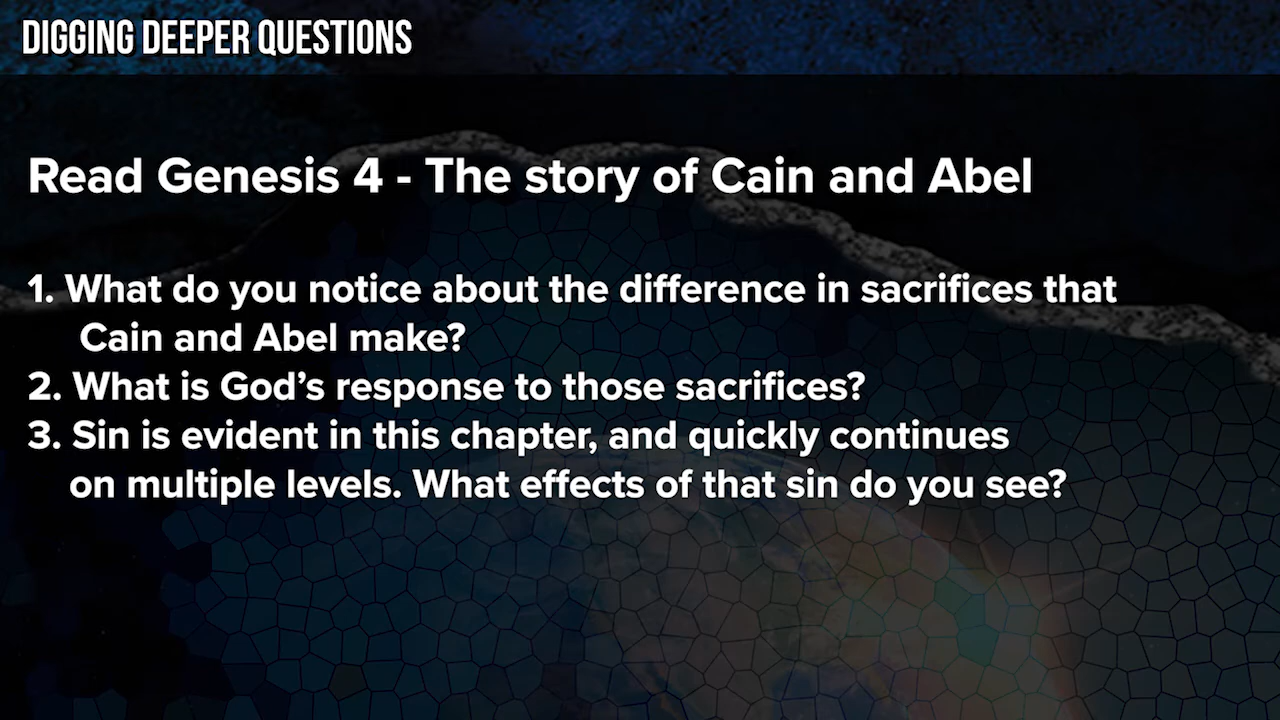 DIGGING DEEPER QUESTIONS
Read Genesis 4 - The story of Cain and Abel
1. What do you notice about the difference in sacrifices that
Cain and Abel make?
2. What is God’s response to those sacrifices?
3. Sin is evident in this chapter, and quickly continues
on multiple levels. What effects of that sin do you see?